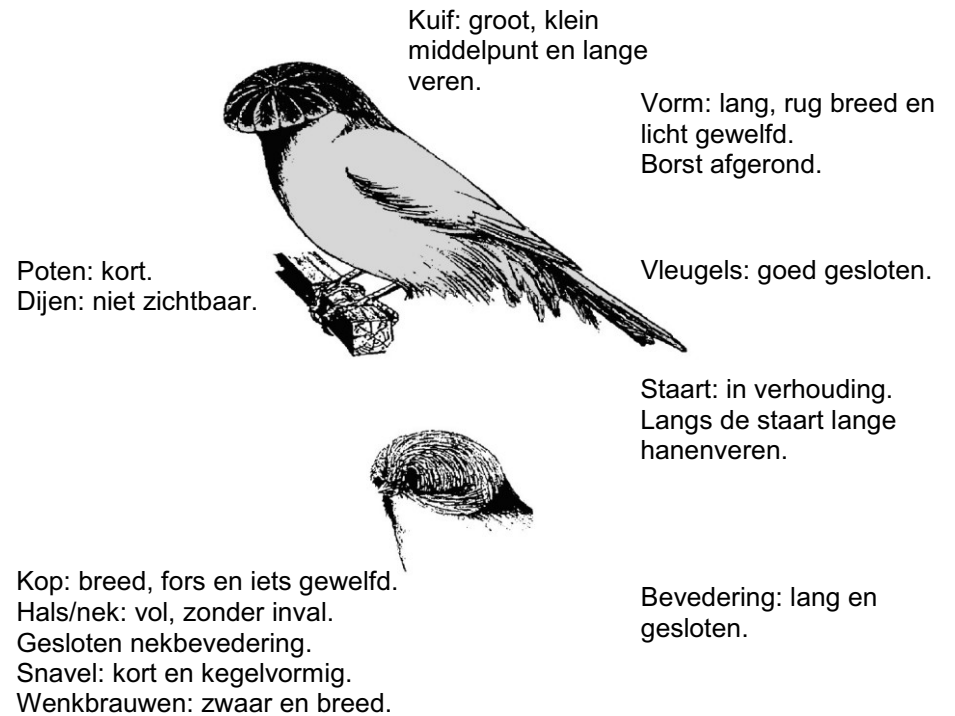 Kuif: groot, klein
middelpunt en lange
veren.
Vorm: lang, rug breed en
licht gewelfd.
Borst afgerond.
Poten: kort.
Dijen: niet zichtbaar.
Vleugels: goed gesloten.
Staart: in verhouding.
Langs de staart lange
hanenveren.
Kop: breed, fors en iets gewelfd.
Hals/nek: vol, zonder inval.
Gesloten nekbevedering.
Snavel: kort en kegelvormig.
Wenkbrauwen: zwaar en breed.
Bevedering: lang en
gesloten.